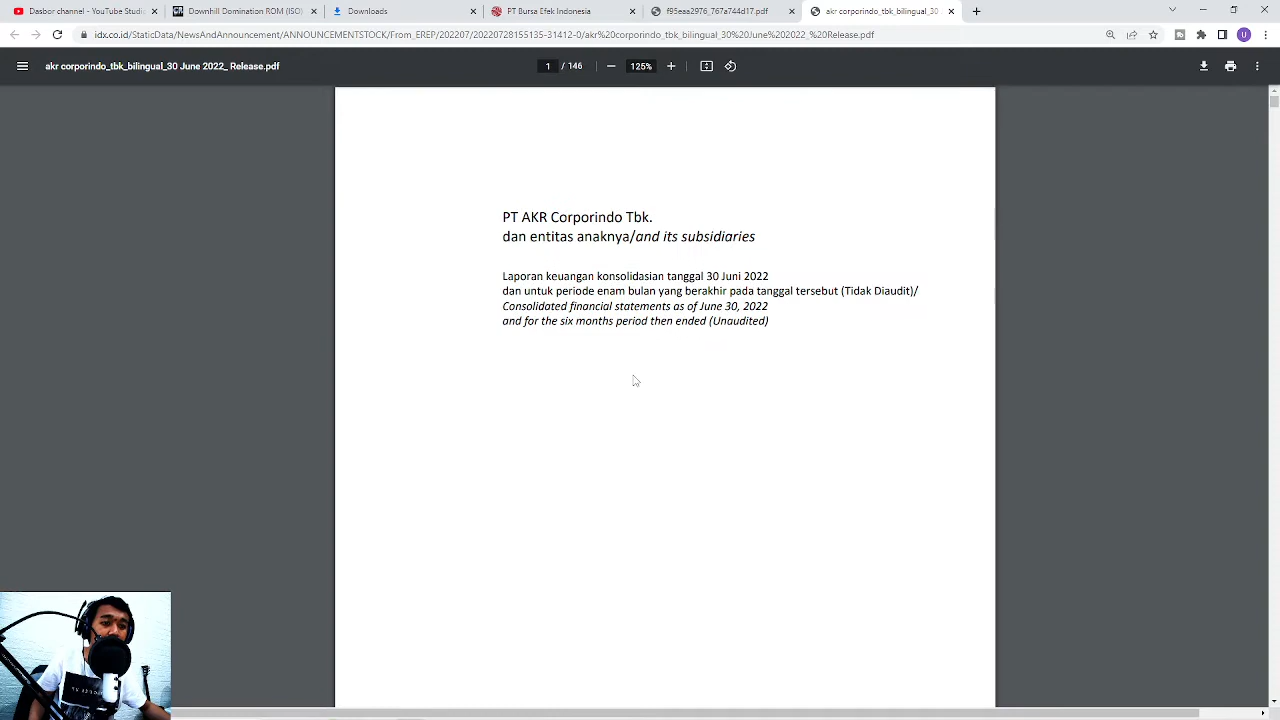 Dasbor channel - YouTube Studio
Downhill Domination ROM (ISO)
Downloads
PT Bursa Efek Indonesia
f95eaa2976_767a744d17.pdf
akr corporindo_tbk_bilingual_30
idx.co.id/StaticData/NewsAndAnnouncement/ANNOUNCEMENTSTOCK/From_EREP/202207/20220728155135-31412-0/akr%20corporindo_tbk_bilingual_30%20June%202022_%20Release.pdf
U
akr corporindo_tbk_bilingual_30 June 2022_ Release.pdf
1 / 146
125%
PT AKR Corporindo Tbk.
dan entitas anaknya/and its subsidiaries
Laporan keuangan konsolidasian tanggal 30 Juni 2022
dan untuk periode enam bulan yang berakhir pada tanggal tersebut (Tidak Diaudit)/
Consolidated financial statements as of June 30, 2022
and for the six months period then ended (Unaudited)